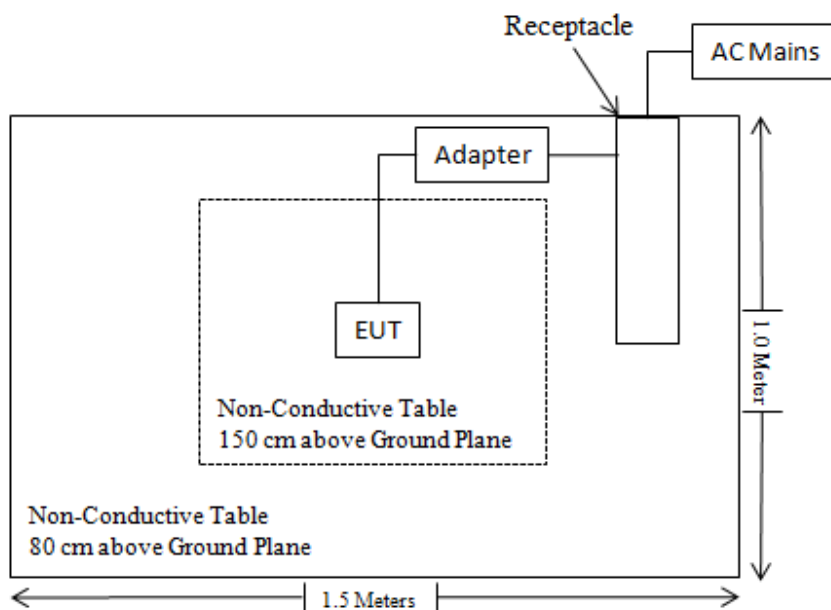 Receptacle
AC Mains
Adapter
EUT
Non-Conductive Table
150 cm above Ground Plane
Non-Conductive Table
80 cm above Ground Plane
1.0 Meter
1.5 Meters